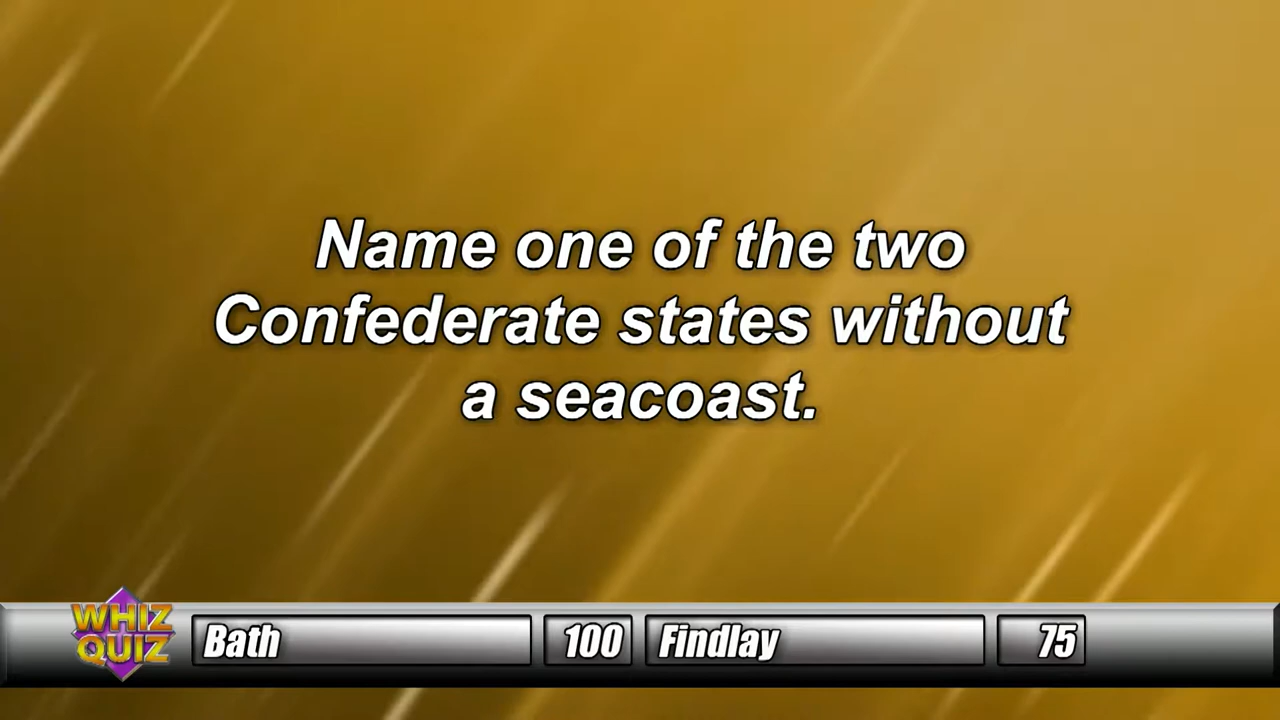 Name one of the two
Confederate states without
a seacoast.
WHIZ
QUIZ
Bath 100 Findlay 75